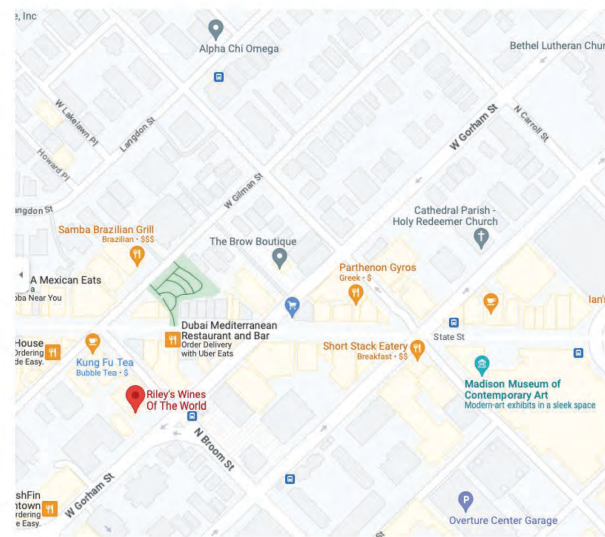 e, Inc
Alpha Chi Omega
Bethel Lutheran Chur
W Lakelawn Pl
Langdon St
W Gorham St
N Carroll St
Howard Pl
W Gilman St
angdon St
Cathedral Parish -
Holy Redeemer Church
Samba Brazilian Grill
Brazilian • $$$
The Brow Boutique
Parthenon Gyros
Greek • $
A Mexican Eats
a
ba Near You
Ian's
Dubai Mediterranean
Restaurant and Bar
Order Delivery
with Uber Eats
State St
House
Ordering
de Easy.
Short Stack Eatery
Breakfast • $$
Kung Fu Tea
Bubble Tea • $
Madison Museum of
Contemporary Art
Modern-art exhibits in a sleek space
Riley's Wines
Of The World
N Broom St
shFin
ntown
rdering
e Easy.
W Gorham St
P
Overture Center Garage